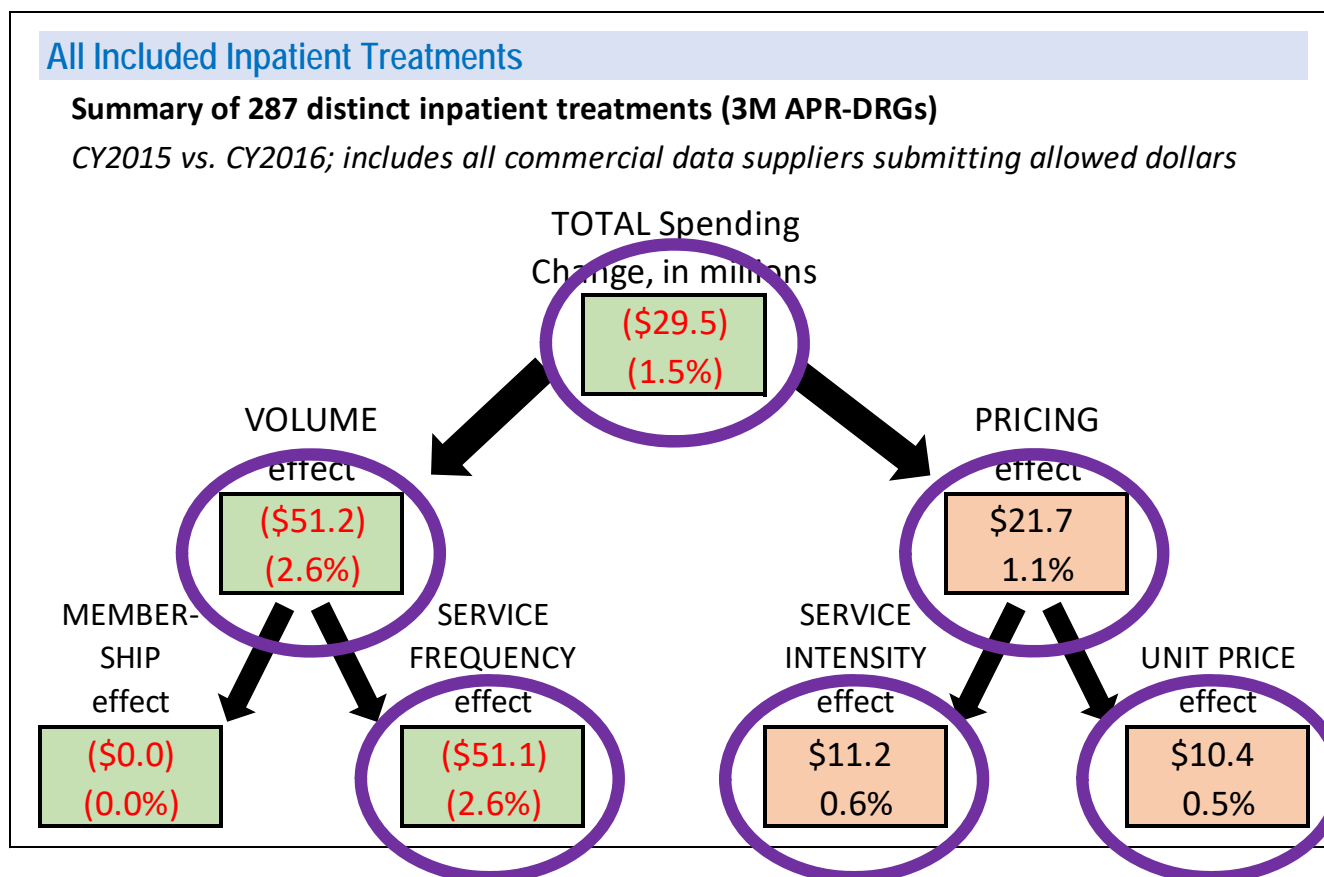 All Included Inpatient Treatments
Summary of 287 distinct inpatient treatments (3M APR-DRGs)
CY2015 vs. CY2016; includes all commercial data suppliers submitting allowed dollars
TOTAL Spending
Change, in millions
($29.5)
(1.5%)
VOLUME
effect
($51.2)
(2.6%)
PRICING
effect
$21.7
1.1%
MEMBER-
SHIP
effect
($0.0)
(0.0%)
SERVICE
FREQUENCY
effect
($51.1)
(2.6%)
SERVICE
INTENSITY
effect
$11.2
0.6%
UNIT PRICE
effect
$10.4
0.5%